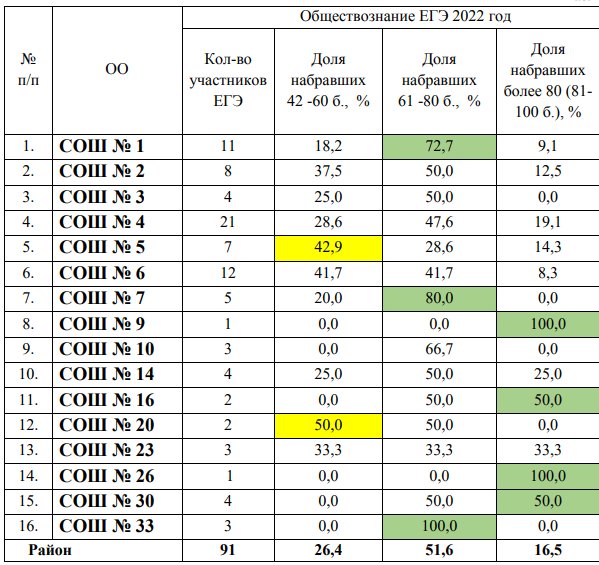 Обществознание ЕГЭ 2022 год
№ п/п ОО Кол-во участников ЕГЭ Доля набравших 42 -60 б., % Доля набравших 61 -80 б., % Доля набравших более 80 (81-100 б.), %
1. СОШ № 1 11 18,2 72,7 9,1
2. СОШ № 2 8 37,5 50,0 12,5
3. СОШ № 3 4 25,0 50,0 0,0
4. СОШ № 4 21 28,6 47,6 19,1
5. СОШ № 5 7 42,9 28,6 14,3
6. СОШ № 6 12 41,7 41,7 8,3
7. СОШ № 7 5 20,0 80,0 0,0
8. СОШ № 9 1 0,0 0,0 100,0
9. СОШ № 10 3 0,0 66,7 0,0
10. СОШ № 14 4 25,0 50,0 25,0
11. СОШ № 16 2 0,0 50,0 50,0
12. СОШ № 20 2 50,0 50,0 0,0
13. СОШ № 23 3 33,3 33,3 33,3
14. СОШ № 26 1 0,0 0,0 100,0
15. СОШ № 30 4 0,0 50,0 50,0
16. СОШ № 33 3 0,0 100,0 0,0
Район 91 26,4 51,6 16,5